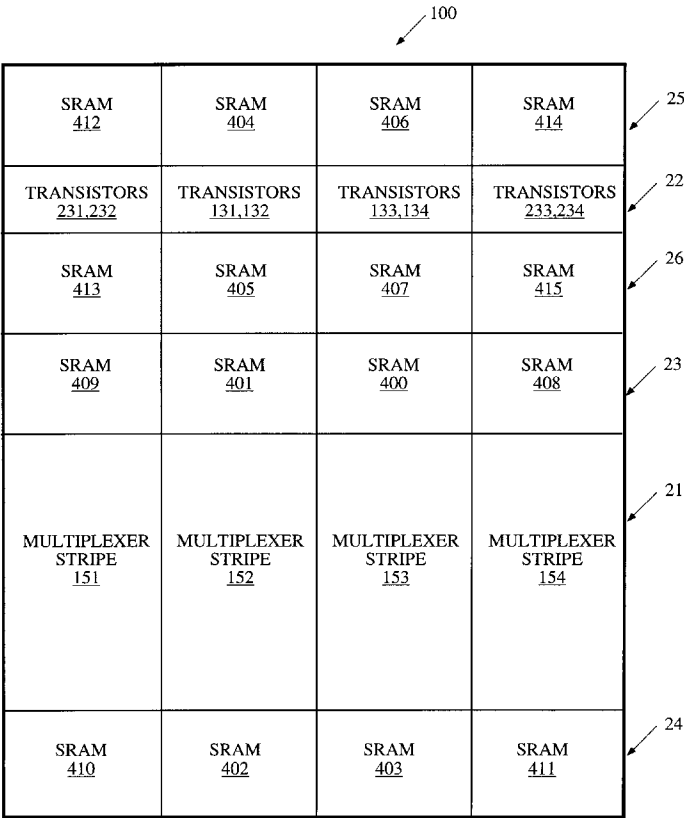 100
SRAM SRAM SRAM SRAM 25
412 404 406 414
TRANSISTORS TRANSISTORS TRANSISTORS TRANSISTORS 22
231,232 131,132 133,134 233,234
SRAM SRAM SRAM SRAM 26
413 405 407 415
SRAM SRAM SRAM SRAM 23
409 401 400 408
21
MULTIPLEXER MULTIPLEXER MULTIPLEXER MULTIPLEXER
STRIPE STRIPE STRIPE STRIPE
151 152 153 154
24
SRAM SRAM SRAM SRAM
410 402 403 411